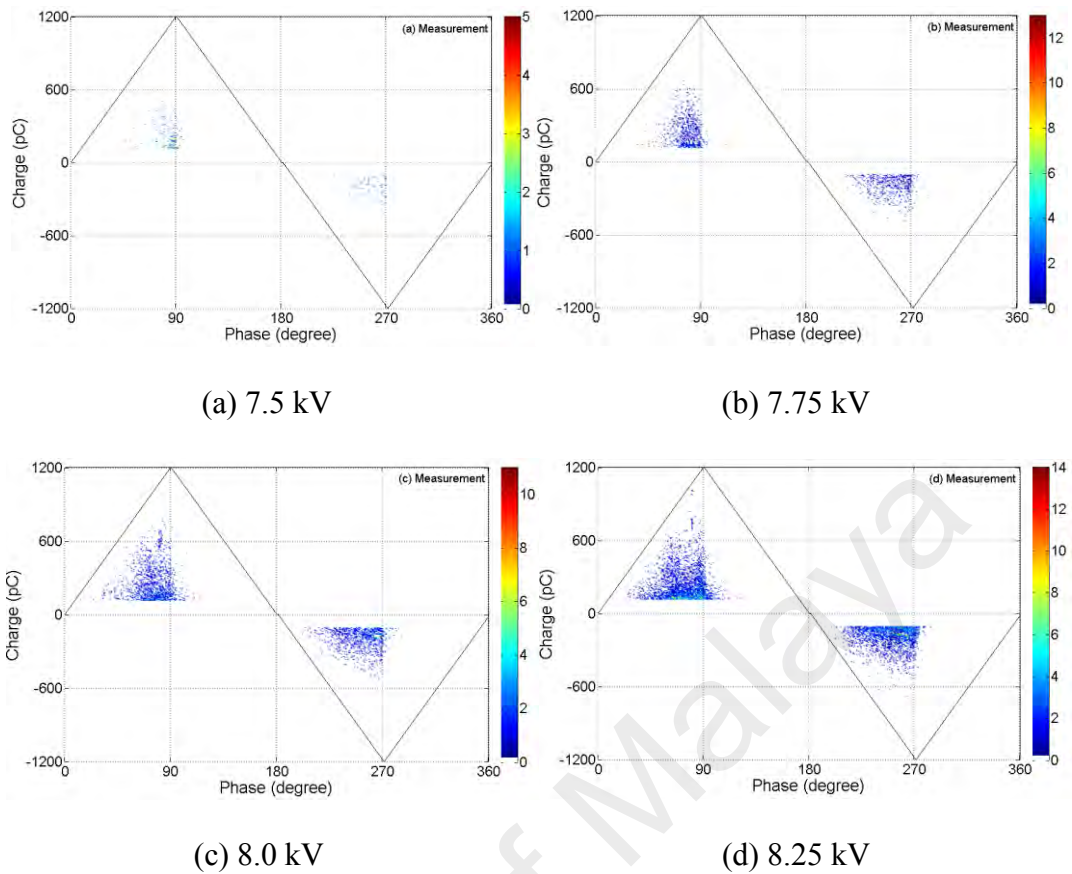 (a) Measurement
1200
600
0
-600
-1200
Charge (pC)
0 90 180 270 360
Phase (degree)
5
4
3
2
1
0
(a) 7.5 kV
(b) Measurement
1200
600
0
-600
-1200
Charge (pC)
0 90 180 270 360
Phase (degree)
12
10
8
6
4
2
0
(b) 7.75 kV
(c) Measurement
1200
600
0
-600
-1200
Charge (pC)
0 90 180 270 360
Phase (degree)
10
8
6
4
2
0
(c) 8.0 kV
(d) Measurement
1200
600
0
-600
-1200
Charge (pC)
0 90 180 270 360
Phase (degree)
14
12
10
8
6
4
2
0
(d) 8.25 kV
of Malaya